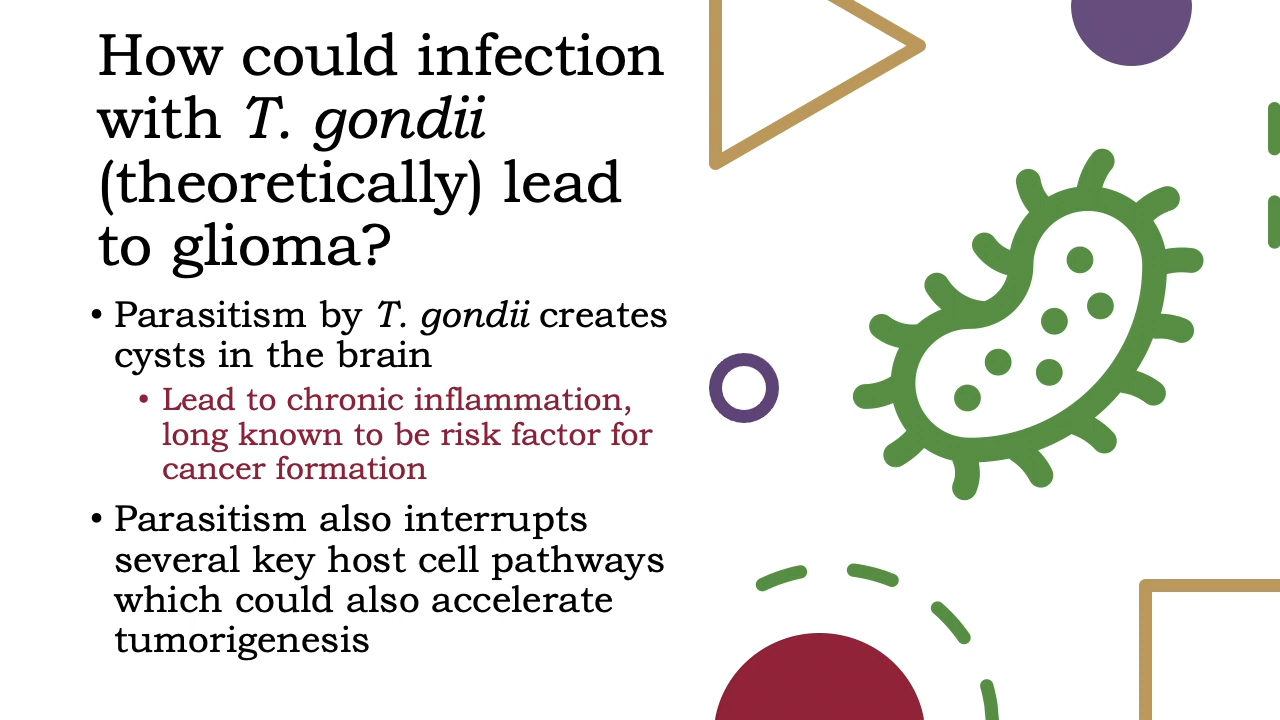 How could infection
with T. gondii
(theoretically) lead
to glioma?
• Parasitism by T. gondii creates
cysts in the brain
• Lead to chronic inflammation,
long known to be risk factor for
cancer formation
• Parasitism also interrupts
several key host cell pathways
which could also accelerate
tumorigenesis